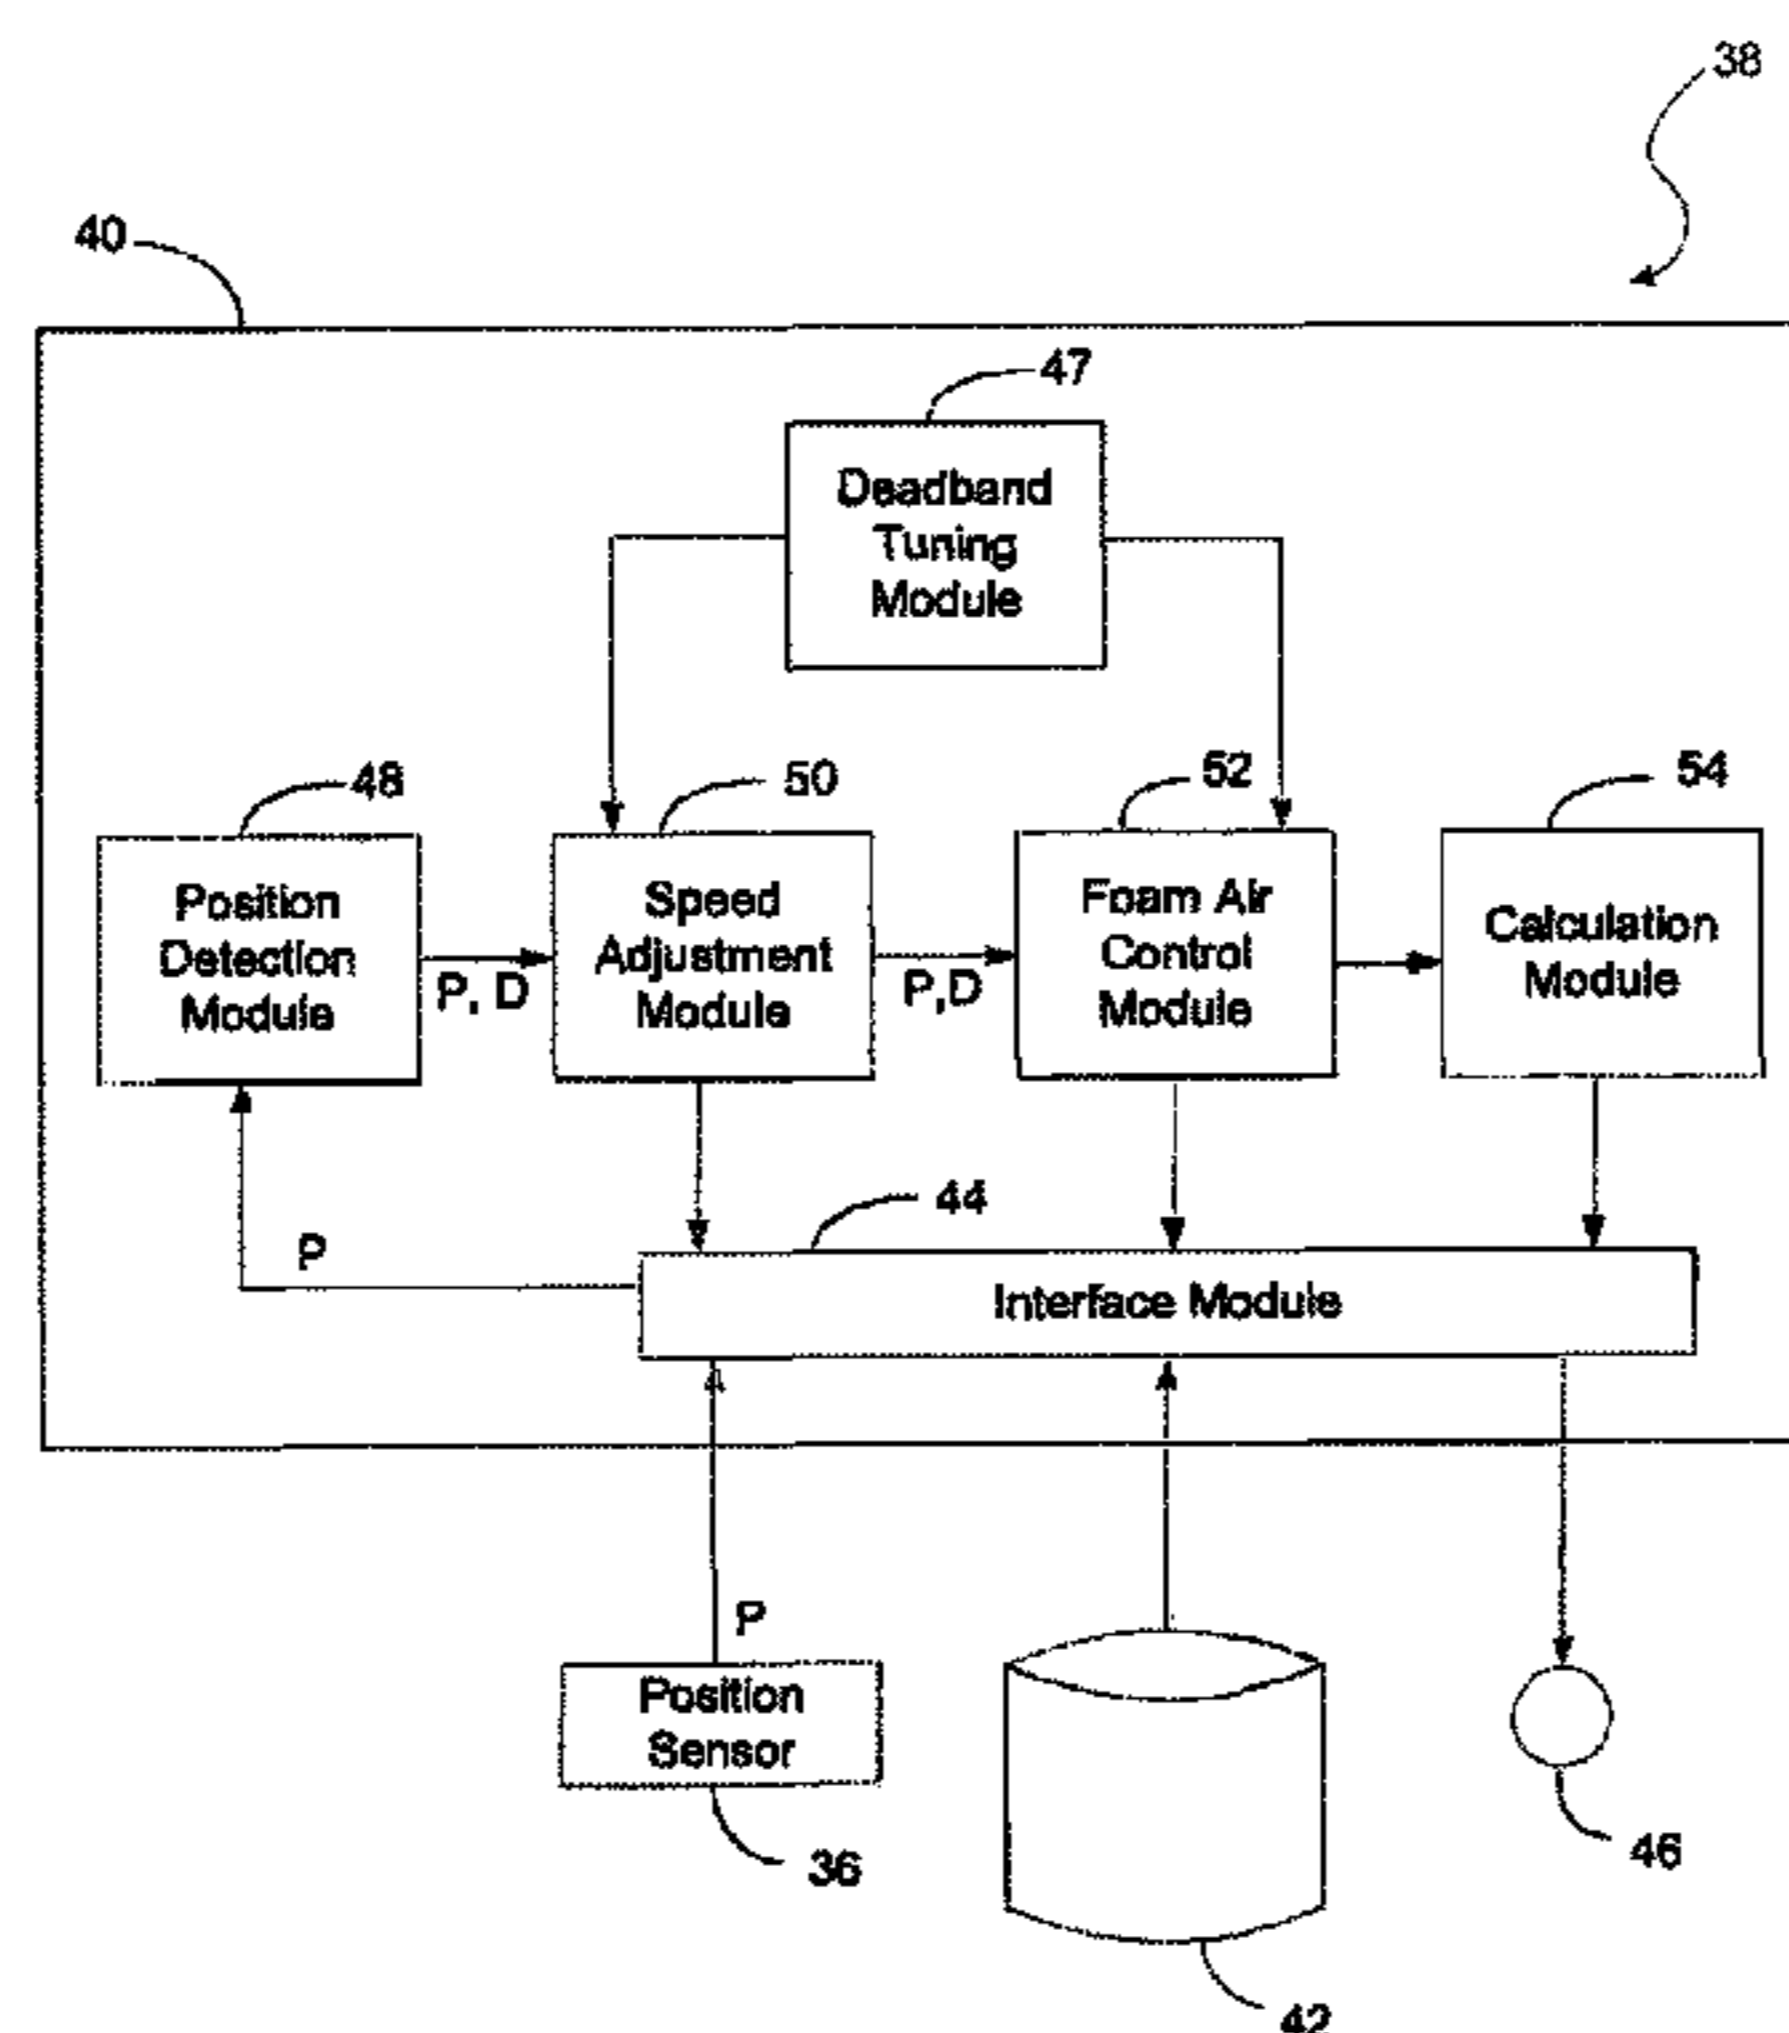 38
40
47
Deadband
Tuning
Module
48
50
52
54
Position
Detection
Module
Speed
Adjustment
Module
Foam Air
Control
Module
Calculation
Module
P, D
P,D
44
P
Interface Module
P
Position
Sensor
36
46
42